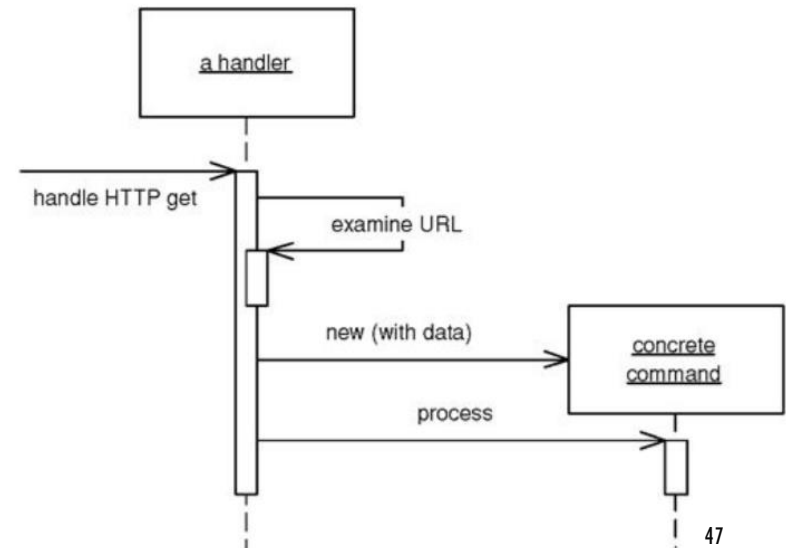 a handler
handle HTTP get
examine URL
new (with data)
concrete
command
process
47